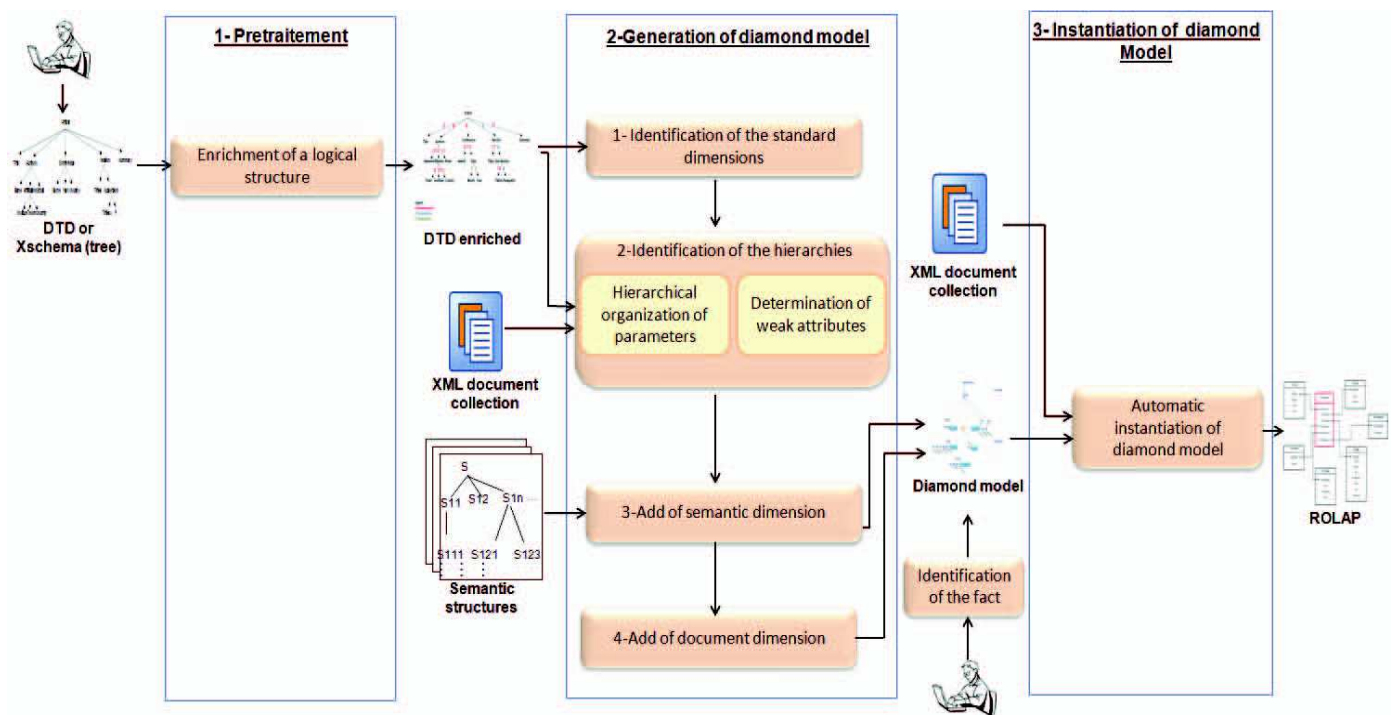 1- Pretraitement
2-Generation of diamond model
3- Instantiation of diamond
Model
Enrichment of a logical
structure
DTD or
Xschema (tree)
DTD enriched
1- Identification of the standard
dimensions
2-Identification of the hierarchies
Hierarchical
organization of
parameters
Determination of
weak attributes
XML document
collection
XML document
collection
S
S11
S12
S1n
S111
S121
S123
Semantic
structures
3-Add of semantic dimension
4-Add of document dimension
Diamond model
Identification
of the fact
Automatic
instantiation of
diamond model
ROLAP